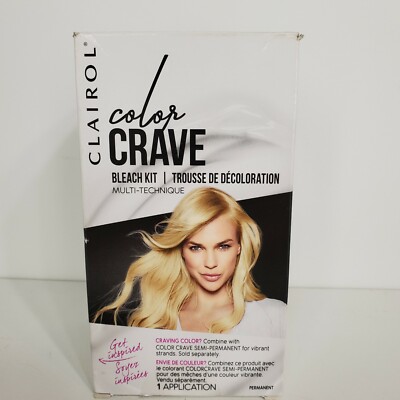 CLAIROL®
color
CRAVE
BLEACH KIT | TROUSSE DE DÉCOLORATION
MULTI-TECHNIQUE
Get
inspired
Soyez
inspirées
CRAVING COLOR? Combine with
COLOR CRAVE SEMI-PERMANENT for vibrant
strands. Sold separately.
ENVIE DE COULEUR? Combinez ce produit avec
le colorant COLORCRAVE SEMI-PERMANENT
pour des mèches d'une couleur vibrante.
Vendu séparément.
1 APPLICATION
PERMANENT